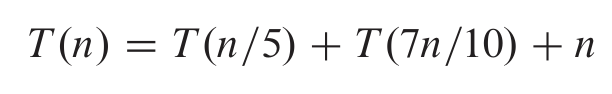 T(n) = T(n/5) + T(7n/10) + n